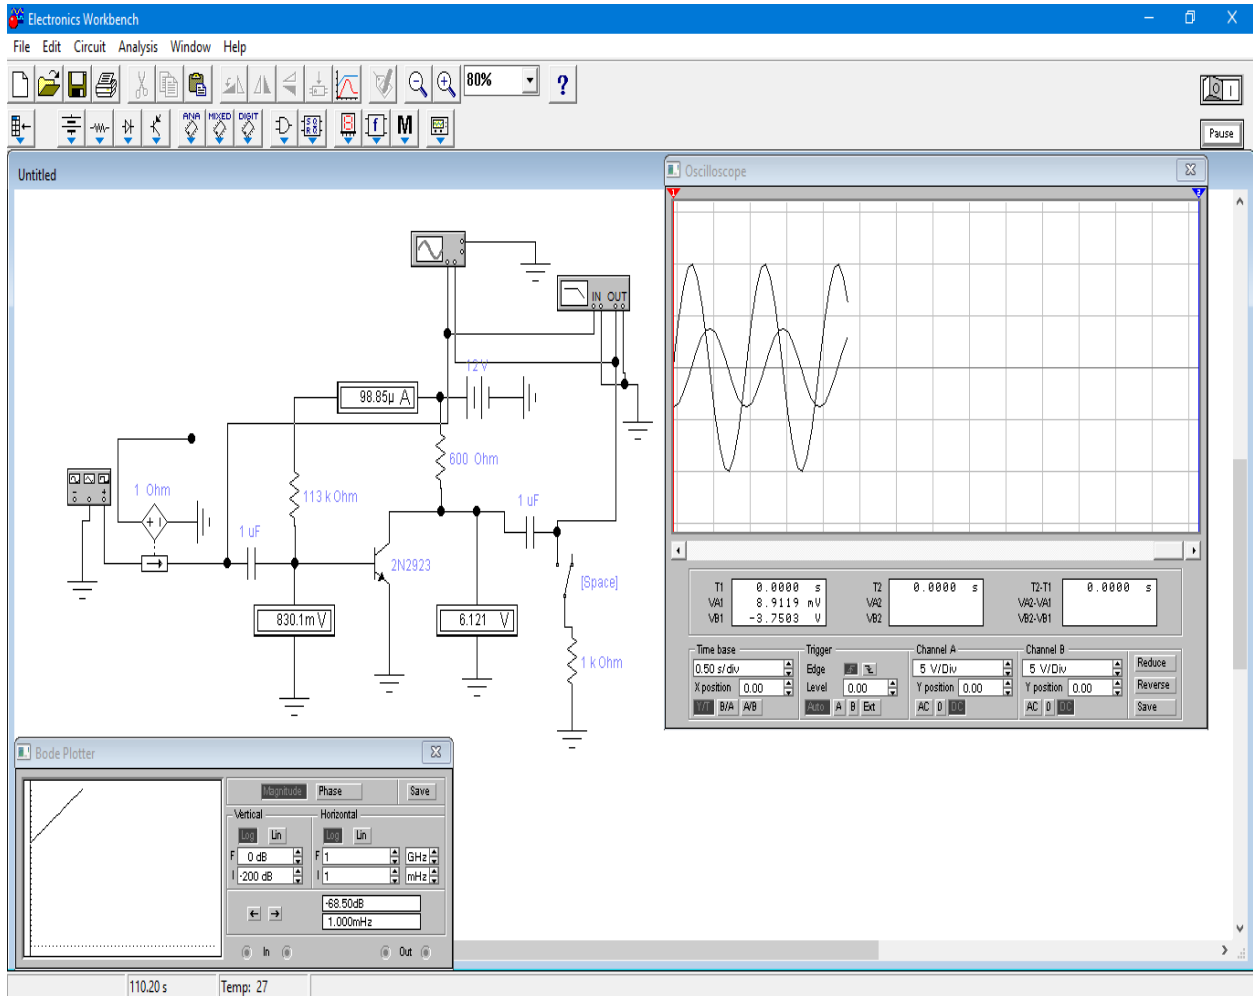 Electronics Workbench
File Edit Circuit Analysis Window Help
80% ?
ANA MIXED DIGIT
M
Pause
Untitled
Oscilloscope
1 2
IN OUT
12V
98.85µ A
600 Ohm
1 Ohm
113 k Ohm
1 uF
1 uF
2N2923
[Space]
830.1m V
6.121 V
1 k Ohm
T1 0.0000 s T2 0.0000 s T2-T1 0.0000 s
VA1 8.9119 mV VA2 VA2-VA1
VB1 -3.7503 V VB2 VB2-VB1
Time base Trigger Channel A Channel B
0.50 s/div Edge 5 V/Div 5 V/Div Reduce
X position 0.00 Level 0.00 Y position 0.00 Y position 0.00 Reverse
Y/T B/A A/B Auto A B Ext AC 0 DC AC 0 DC Save
Bode Plotter
Magnitude Phase Save
Vertical Horizontal
Log Lin Log Lin
F 0 dB F 1 GHz
I -200 dB I 1 mHz
-68.50dB
1.000mHz
In Out
110.20 s Temp: 27